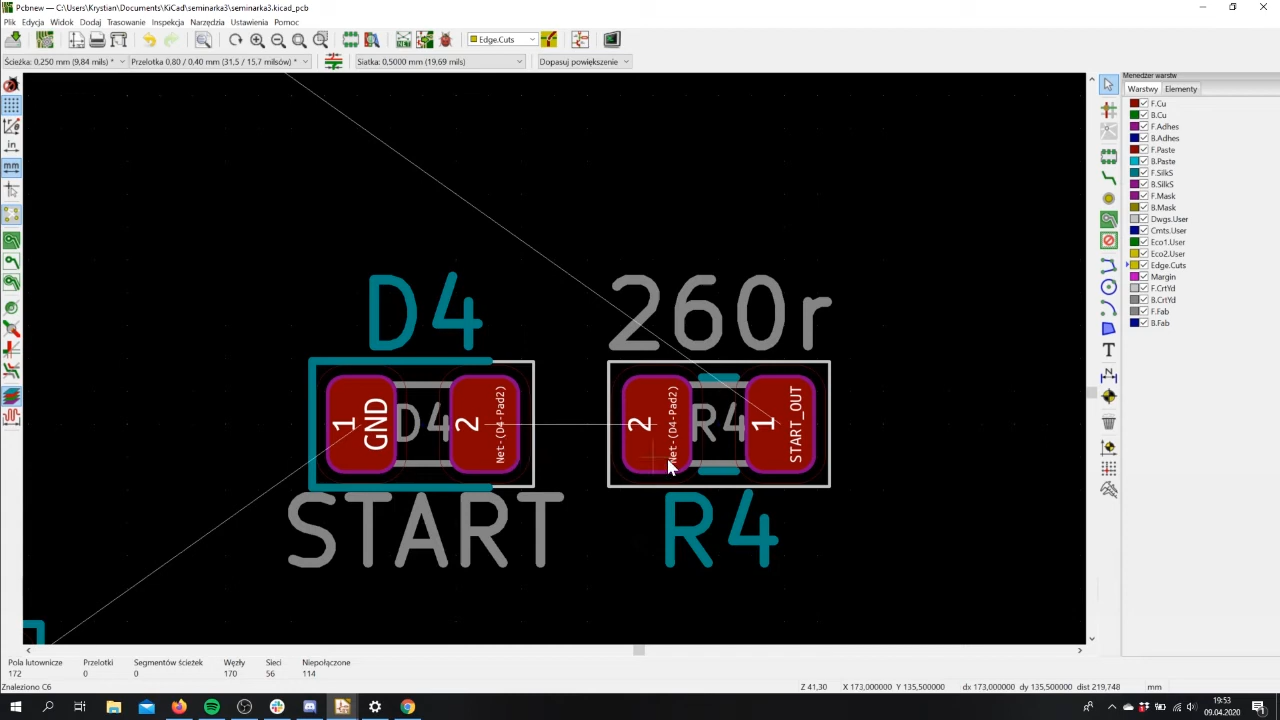 Pcbnew — C:\Users\Krystian\Documents\KiCad\seminarka3\seminarka3.kicad_pcb
Plik Edycja Widok Dodaj Trasowanie Inspekcja Narzędzia Ustawienia Pomoc
Edge.Cuts
Ścieżka: 0,250 mm (9,84 mils) * Przelotka 0.80 / 0.40 mm (31,5 / 15.7 milsów) * Siatka: 0,5000 mm (19,69 mils) Dopasuj powiększenie
Menedżer warstw
Warstwy Elementy
F.Cu
B.Cu
F.Adhes
B.Adhes
F.Paste
B.Paste
F.SilkS
B.SilkS
F.Mask
B.Mask
Dwgs.User
Cmts.User
Eco1.User
Eco2.User
Edge.Cuts
Margin
F.CrtYd
B.CrtYd
F.Fab
B.Fab
in
mm
D4 260r
1 GND D4 2 Net-(D4-Pad2)
2 Net-(D4-Pad2) R4 1 START_OUT
START R4
Pola lutownicze Przelotki Segmentów ścieżek Węzły Sieci Niepołączone
172 0 0 170 56 114
Znaleziono C6 Z 41,30 X 173,000000 Y 135,500000 dx 173,000000 dy 135,500000 dist 219,748 mm
19:53
09.04.2020